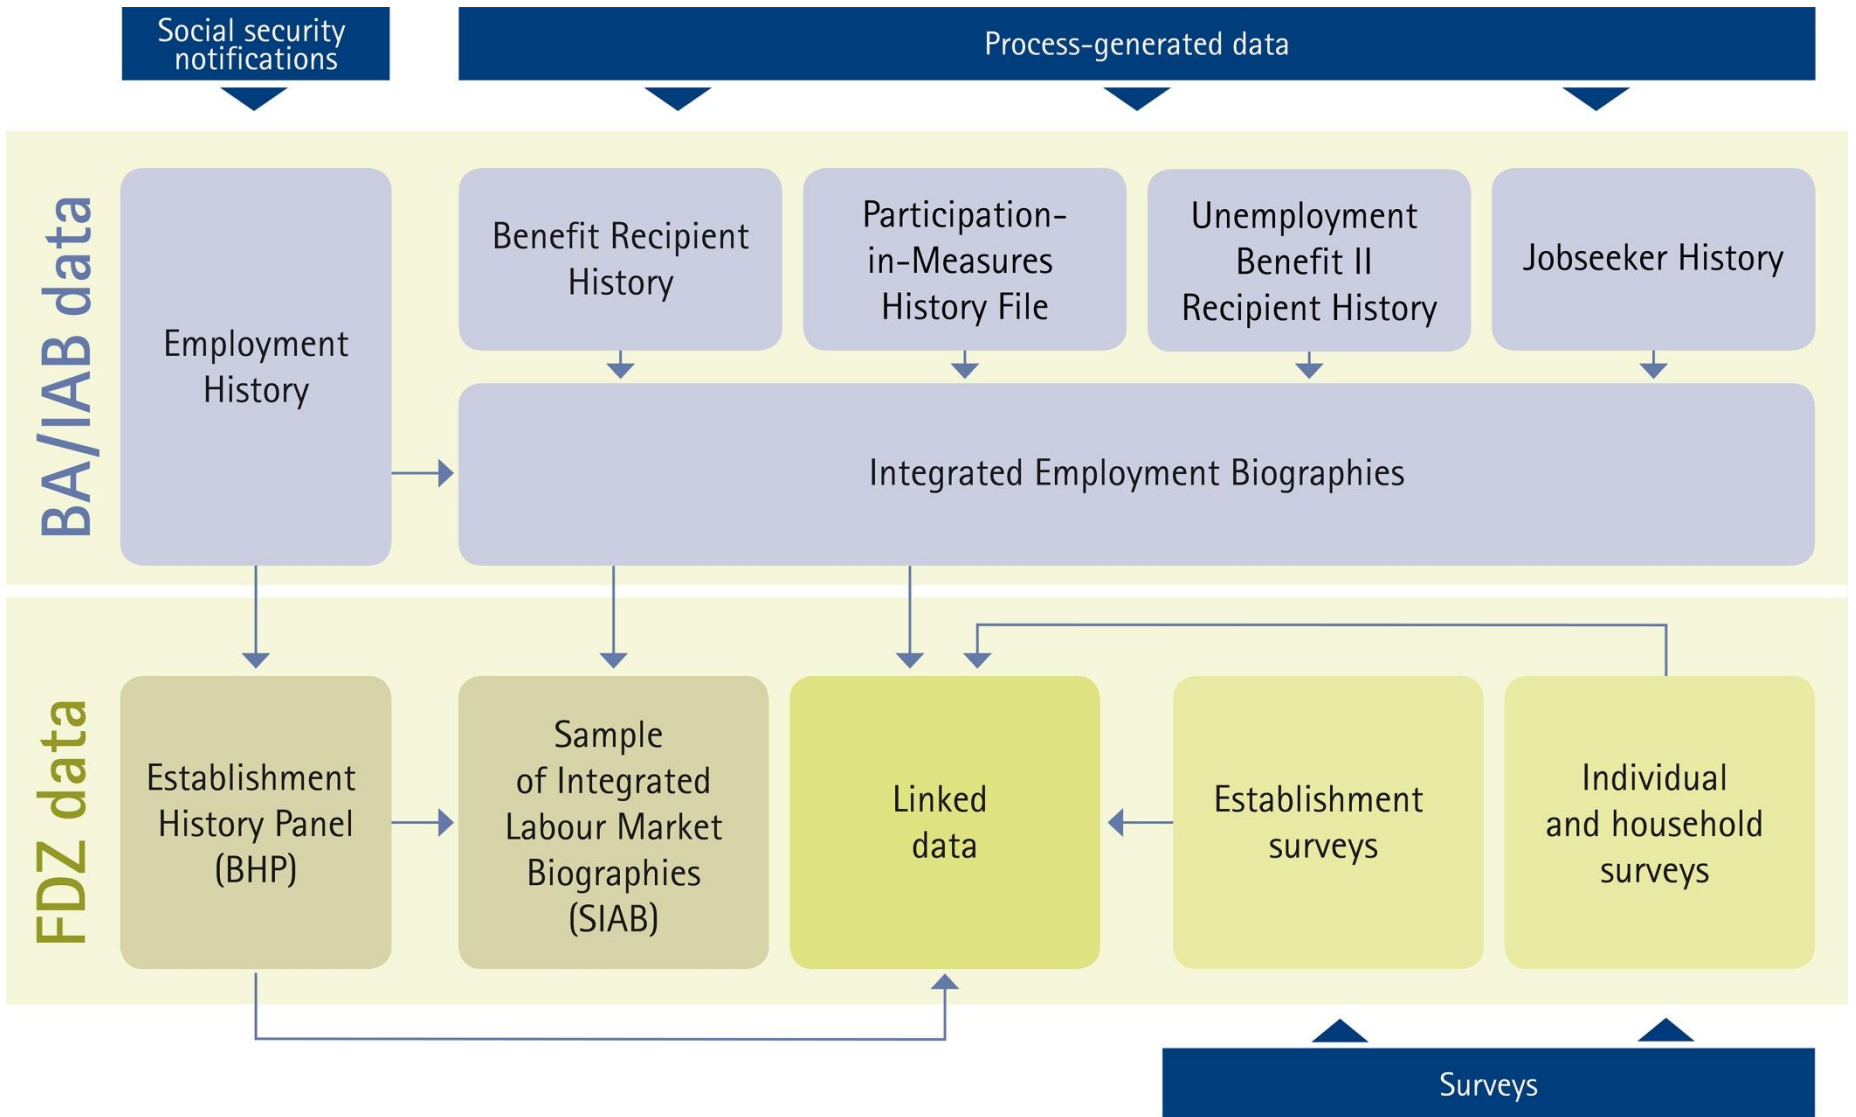 Social security
notifications
Process-generated data
BA/IAB data
Employment
History
Benefit Recipient
History
Participation-
in-Measures
History File
Unemployment
Benefit II
Recipient History
Jobseeker History
Integrated Employment Biographies
FDZ data
Establishment
History Panel
(BHP)
Sample
of Integrated
Labour Market
Biographies
(SIAB)
Linked
data
Establishment
surveys
Individual
and household
surveys
Surveys